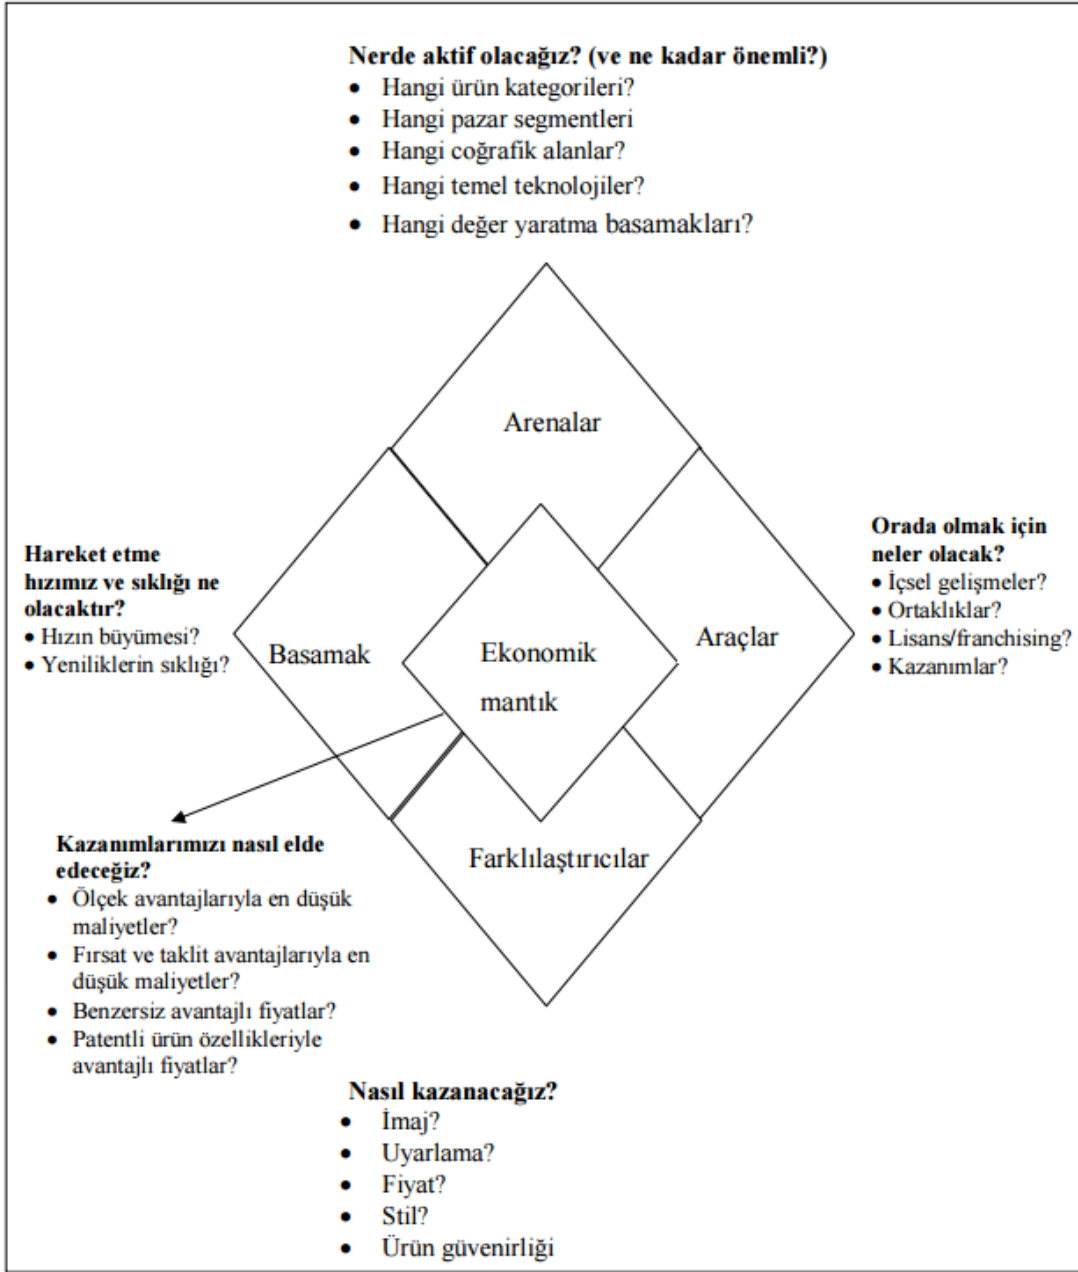 Nerde aktif olacağız? (ve ne kadar önemli?)
• Hangi ürün kategorileri?
• Hangi pazar segmentleri
• Hangi coğrafik alanlar?
• Hangi temel teknolojiler?
• Hangi değer yaratma basamakları?
Arenalar
Hareket etme
hızımız ve sıklığı ne
olacaktır?
• Hızın büyümesi?
• Yeniliklerin sıklığı?
Basamak
Ekonomik
mantık
Araçlar
Orada olmak için
neler olacak?
• İçsel gelişmeler?
• Ortaklıklar?
• Lisans/franchising?
• Kazanımlar?
Farklılaştırıcılar
Kazanımlarımızı nasıl elde
edeceğiz?
• Ölçek avantajlarıyla en düşük
maliyetler?
• Fırsat ve taklit avantajlarıyla en
düşük maliyetler?
• Benzersiz avantajlı fiyatlar?
• Patentli ürün özellikleriyle
avantajlı fiyatlar?
Nasıl kazanacağız?
• İmaj?
• Uyarlama?
• Fiyat?
• Stil?
• Ürün güvenirliği